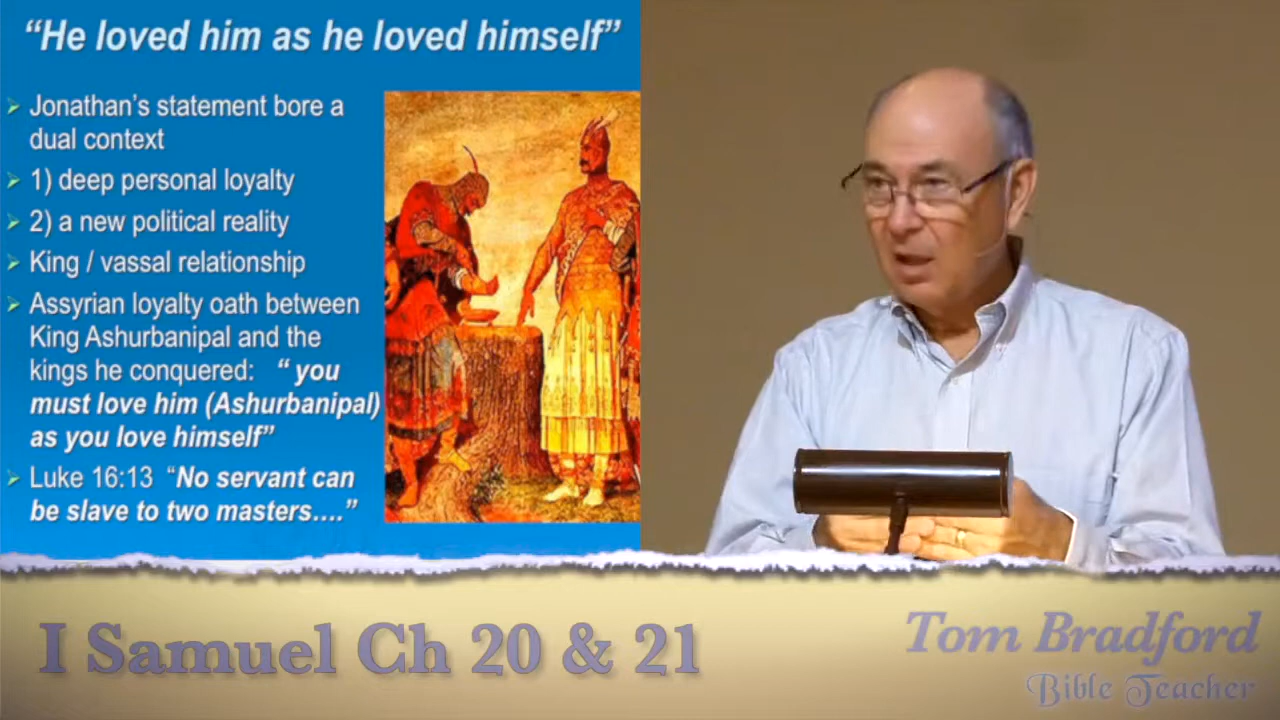 “He loved him as he loved himself”
Jonathan’s statement bore a
dual context
1) deep personal loyalty
2) a new political reality
King / vassal relationship
Assyrian loyalty oath between
King Ashurbanipal and the
kings he conquered: “ you
must love him (Ashurbanipal)
as you love himself”
Luke 16:13 “No servant can
be slave to two masters....”
I Samuel Ch 20 & 21
Tom Bradford
Bible Teacher